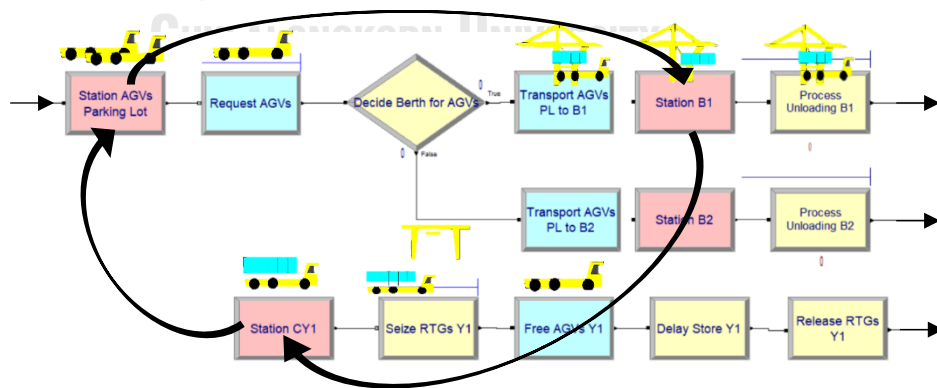 CHULALONGKORN UNIVERSITY
Station AGVs
Parking Lot
Request AGVs
Decide Berth for AGVs
0
True
0
False
Transport AGVs
PL to B1
Station B1
Process
Unloading B1
0
Transport AGVs
PL to B2
Station B2
Process
Unloading B2
0
Station CY1
Seize RTGs Y1
Free AGVs Y1
Delay Store Y1
Release RTGs
Y1